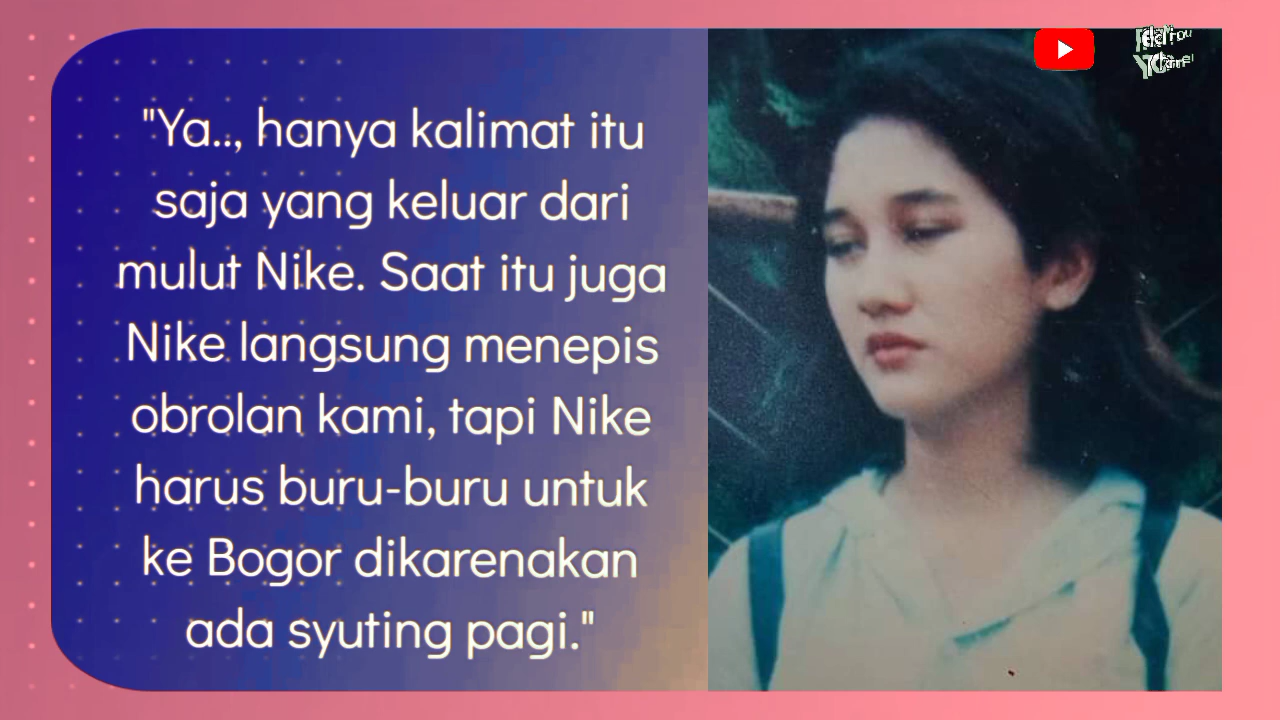 "Ya.., hanya kalimat itu
saja yang keluar dari
mulut Nike. Saat itu juga
Nike langsung menepis
obrolan kami, tapi Nike
harus buru-buru untuk
ke Bogor dikarenakan
ada syuting pagi."